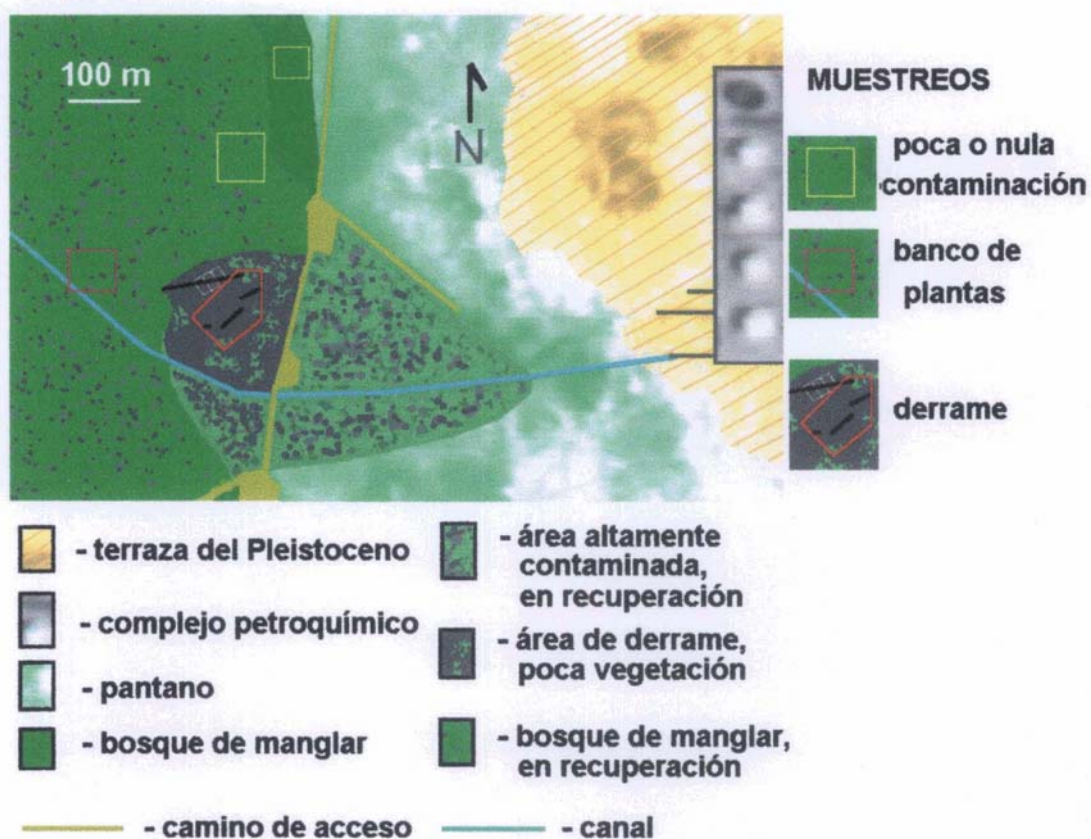 100 m
N
MUESTREOS
poca o nula
contaminación
banco de
plantas
derrame
- terraza del Pleistoceno
- complejo petroquímico
- pantano
- bosque de manglar
- área altamente
contaminada,
en recuperación
- área de derrame,
poca vegetación
- bosque de manglar,
en recuperación
- camino de acceso
- canal